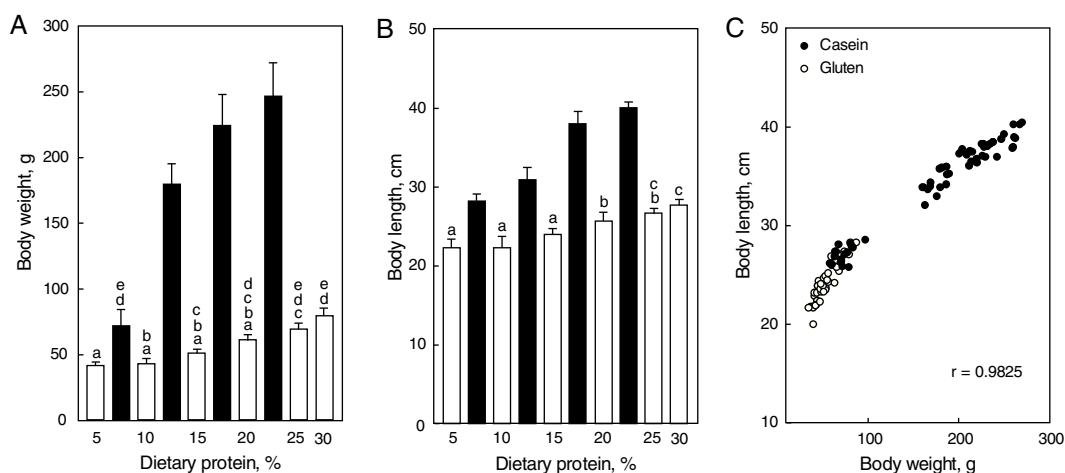 A
Body weight, g
300
250
200
150
100
50
0
a
e
d
b
a
c
b
a
d
c
b
a
e
d
c
e
d
5 10 15 20 25 30
Dietary protein, %
B
Body length, cm
50
40
30
20
10
0
a
a
a
b
c
b
c
5 10 15 20 25 30
Dietary protein, %
C
Body length, cm
50
40
30
20
10
Casein
Gluten
r = 0.9825
100 200 300
Body weight, g